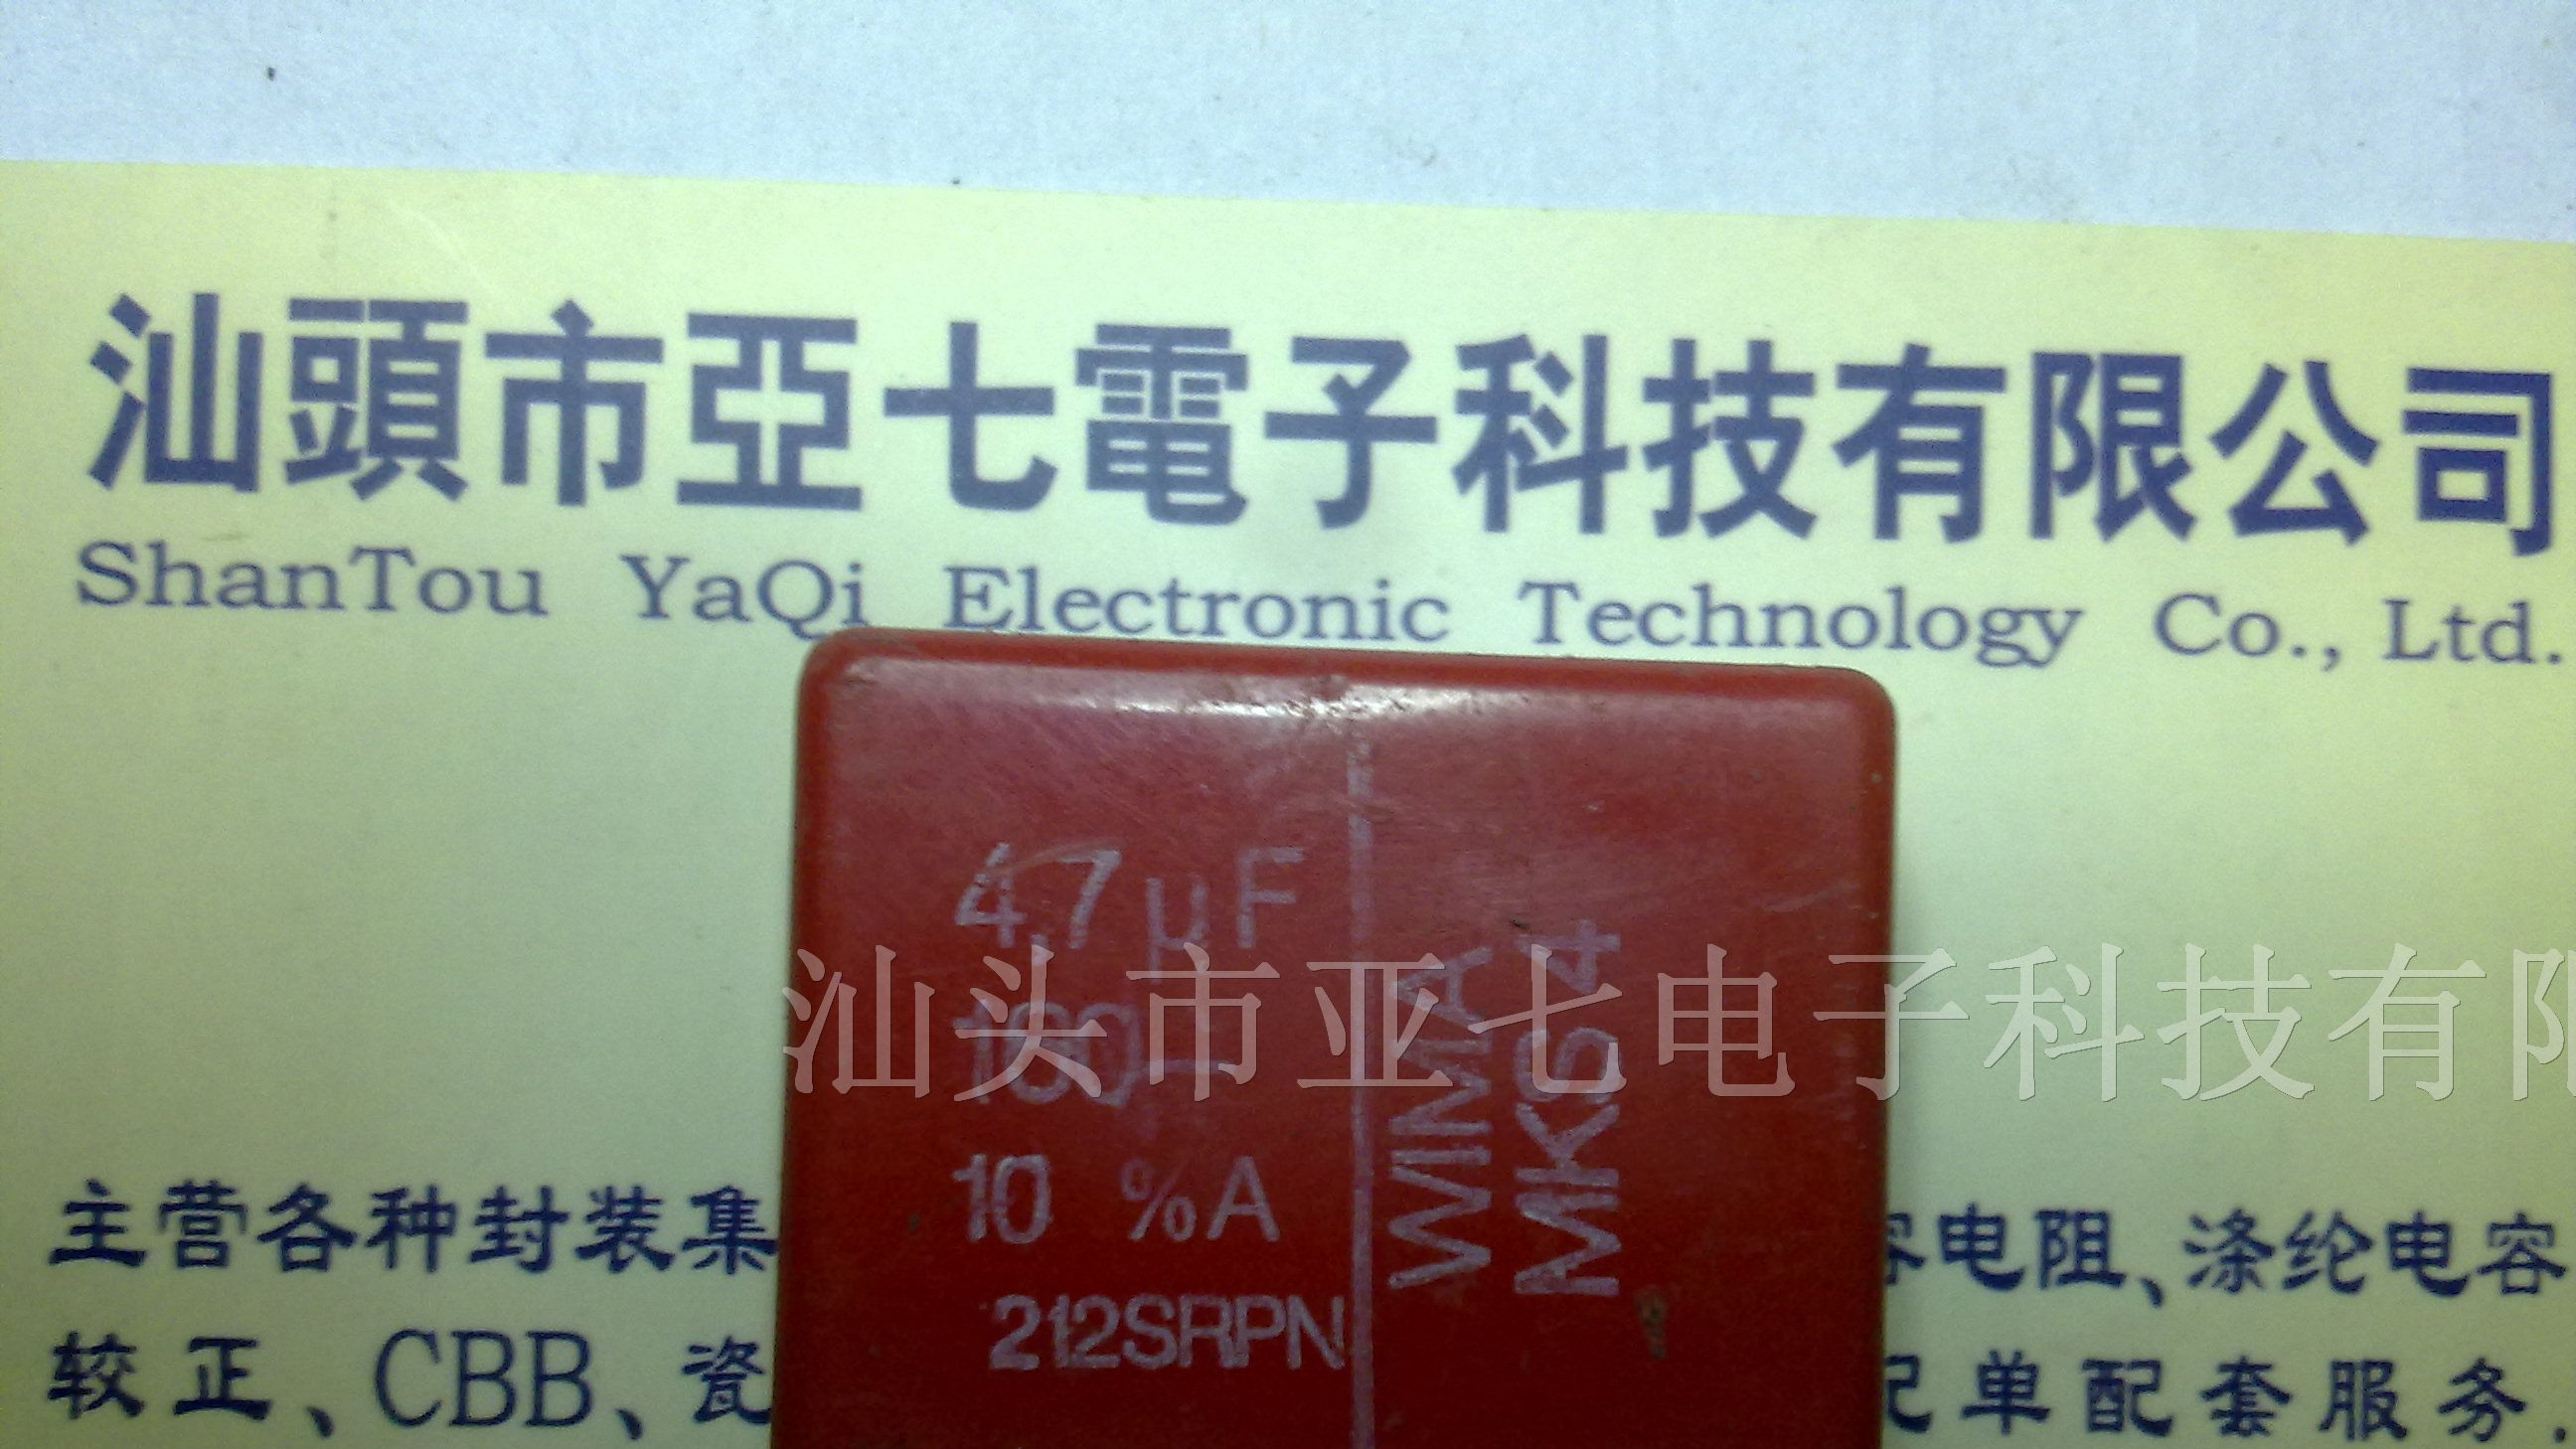 汕頭市亞七電子科技有限公司
ShanTou YaQi Electronic Technology Co., Ltd.
4,7 µF
10 %A
212SRPN
WIMA
MKS4
汕头市亚七电子科技有限
主营各种封装集
容电阻、涤纶电容
较正、CBB、瓷
配单配套服务.